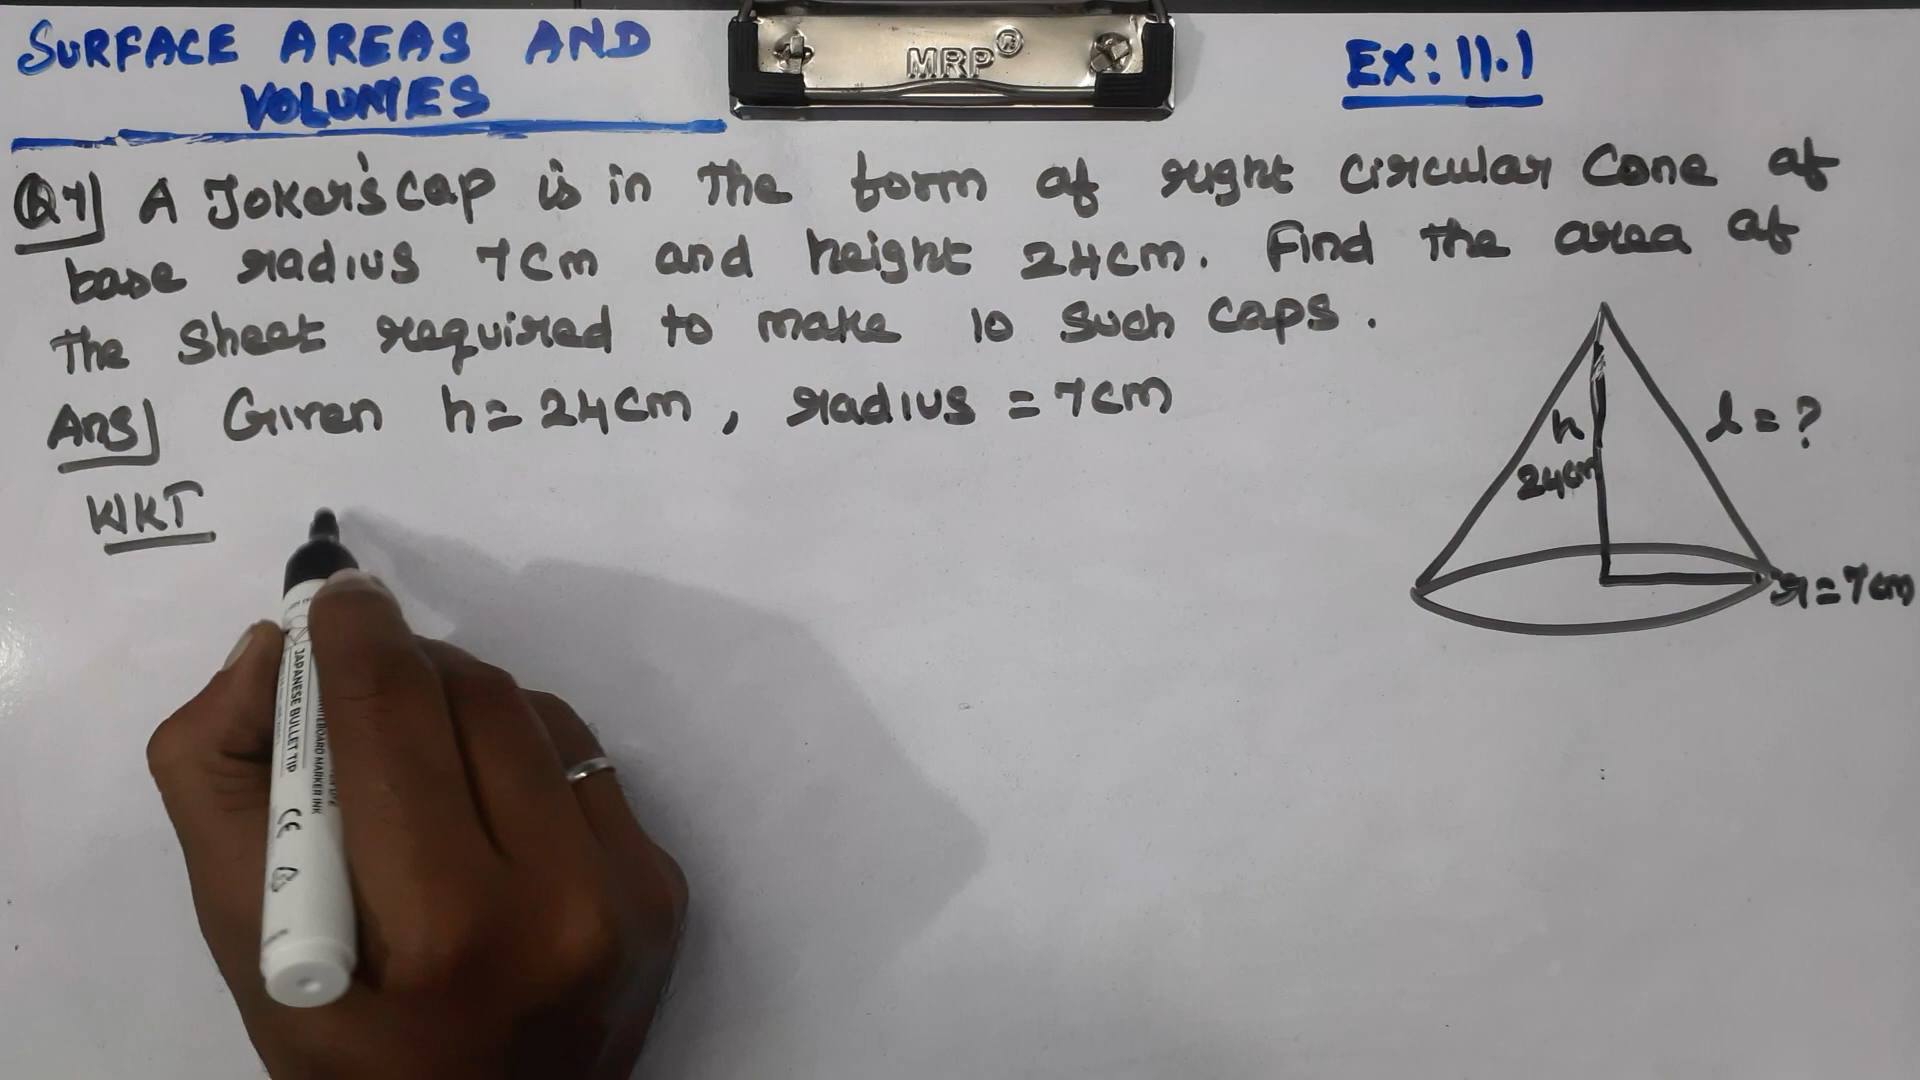 SURFACE AREAS AND
VOLUMES
MRP®
EX: 11.1
Q7] A Joker's cap is in the form of right circular cone of
base radius 7cm and height 24cm. Find the area of
the sheet required to make 10 such caps.
Ans] Given h = 24cm, radius = 7cm
WKT
h
24cm
l = ?
r = 7cm
JAPANESE BULLET TIP
WHITEBOARD MARKER INK
CE